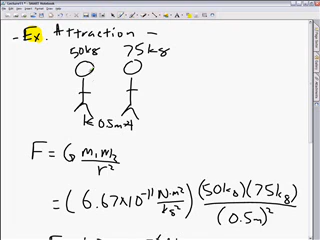 - Ex. Attraction -
50kg 75kg
0.5m
F = G m₁m₂ / r²
= (6.67×10⁻¹¹ N·m²/kg²) (50kg)(75kg) / (0.5m)²